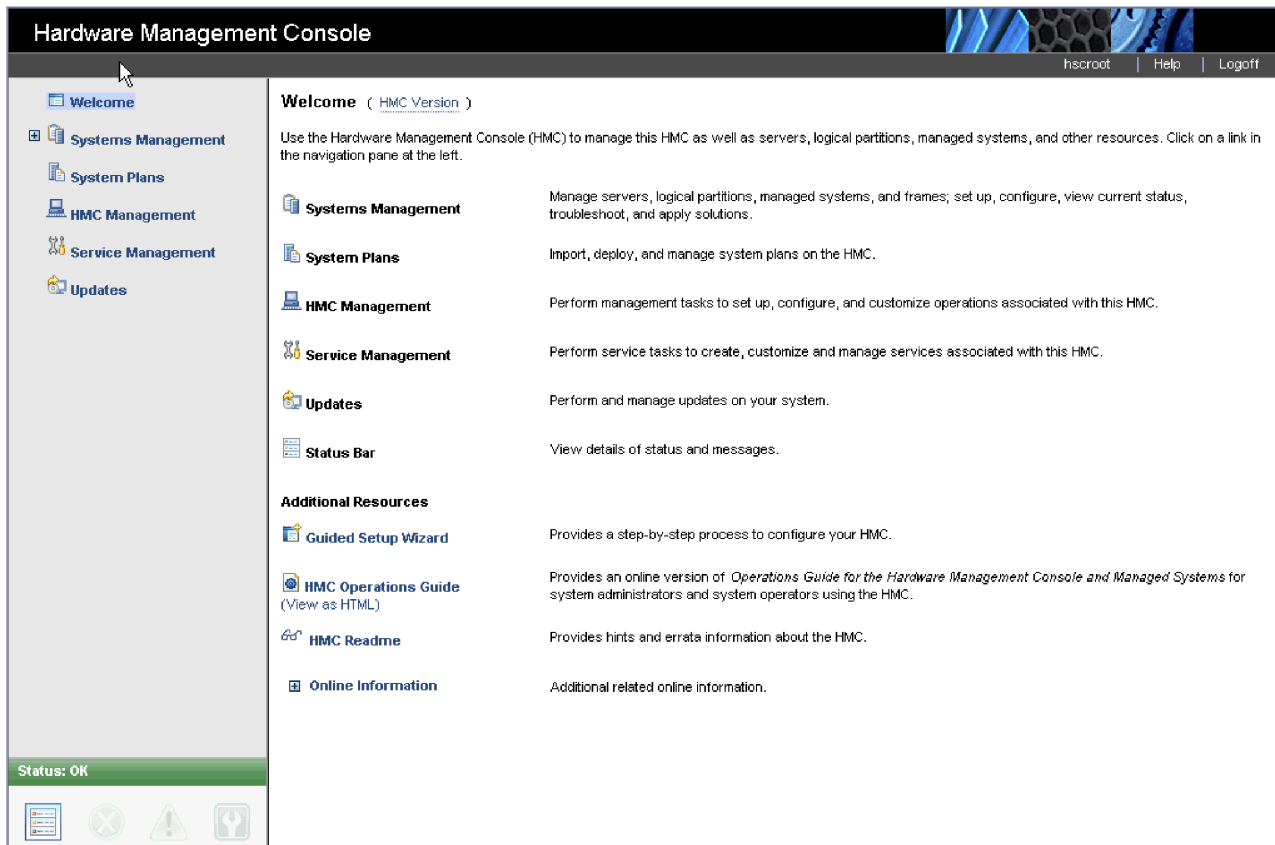 Hardware Management Console
hscroot | Help | Logoff
Welcome
Systems Management
System Plans
HMC Management
Service Management
Updates
Status: OK
Welcome ( HMC Version )
Use the Hardware Management Console (HMC) to manage this HMC as well as servers, logical partitions, managed systems, and other resources. Click on a link in
the navigation pane at the left.
Systems Management
Manage servers, logical partitions, managed systems, and frames; set up, configure, view current status,
troubleshoot, and apply solutions.
System Plans
Import, deploy, and manage system plans on the HMC.
HMC Management
Perform management tasks to set up, configure, and customize operations associated with this HMC.
Service Management
Perform service tasks to create, customize and manage services associated with this HMC.
Updates
Perform and manage updates on your system.
Status Bar
View details of status and messages.
Additional Resources
Guided Setup Wizard
Provides a step-by-step process to configure your HMC.
HMC Operations Guide
(View as HTML)
Provides an online version of Operations Guide for the Hardware Management Console and Managed Systems for
system administrators and system operators using the HMC.
HMC Readme
Provides hints and errata information about the HMC.
Online Information
Additional related online information.